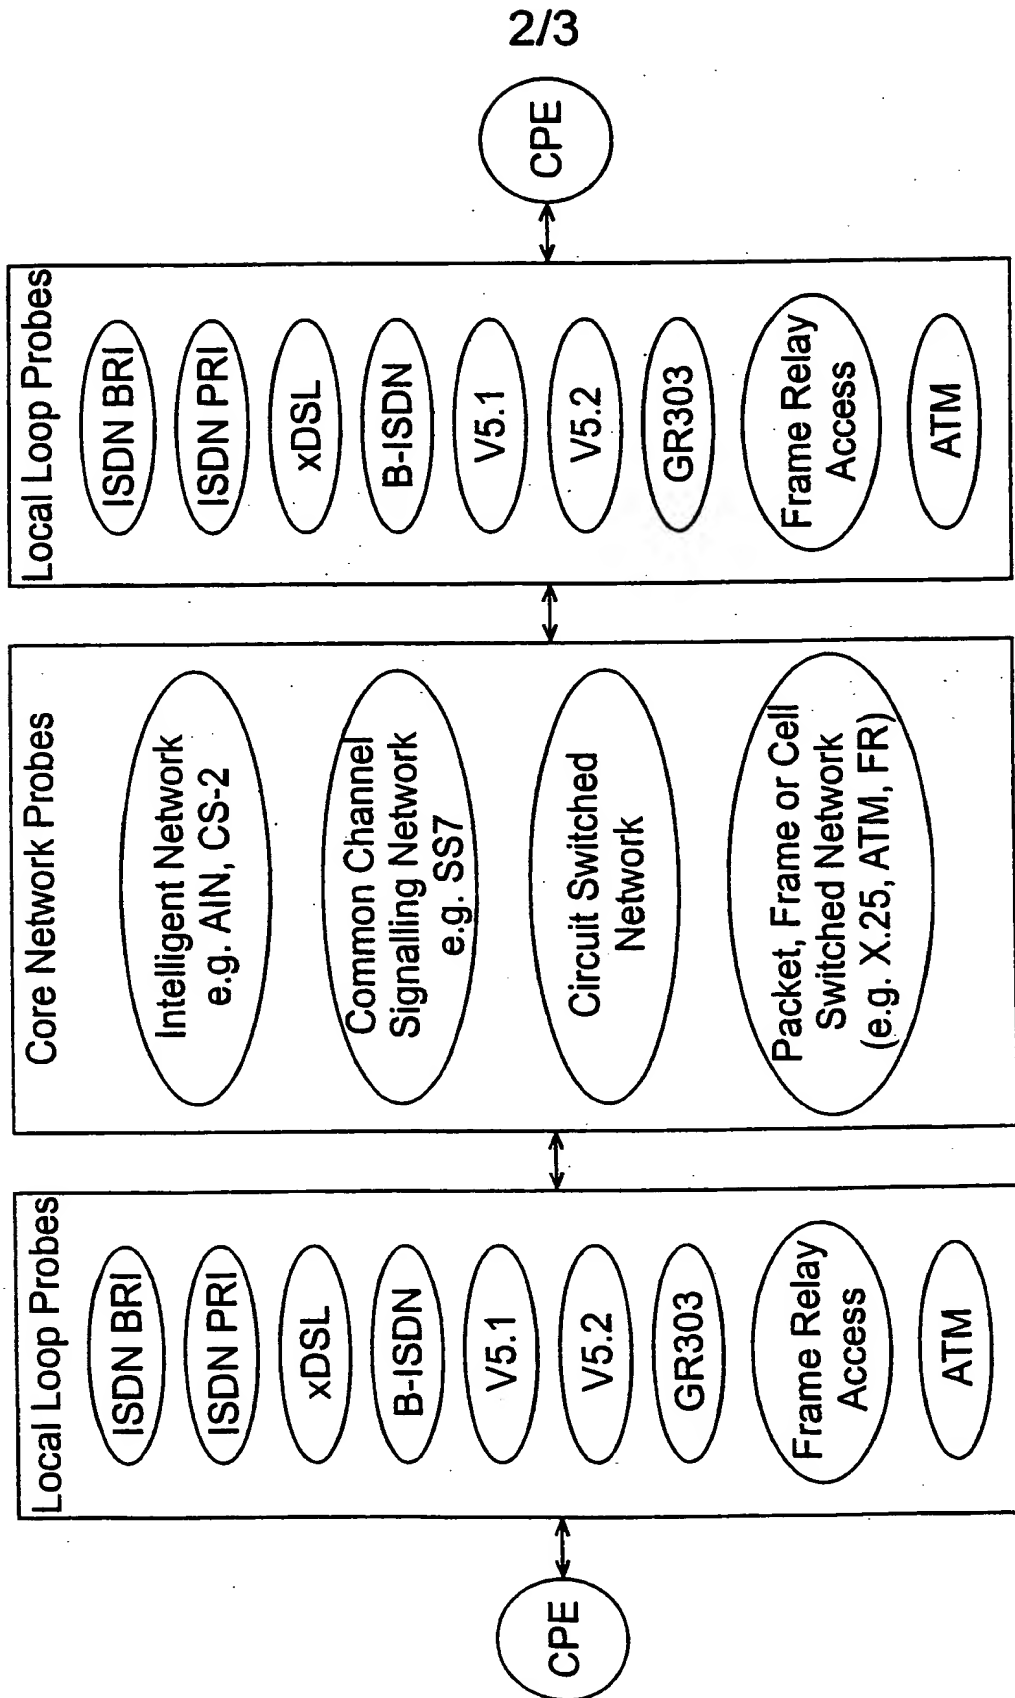 2/3
CPE
Local Loop Probes
ISDN BRI
ISDN PRI
xDSL
B-ISDN
V5.1
V5.2
GR303
Frame Relay
Access
ATM
Core Network Probes
Intelligent Network
e.g. AIN, CS-2
Common Channel
Signalling Network
e.g. SS7
Circuit Switched
Network
Packet, Frame or Cell
Switched Network
(e.g. X.25, ATM, FR)
Local Loop Probes
ISDN BRI
ISDN PRI
xDSL
B-ISDN
V5.1
V5.2
GR303
Frame Relay
Access
ATM
CPE